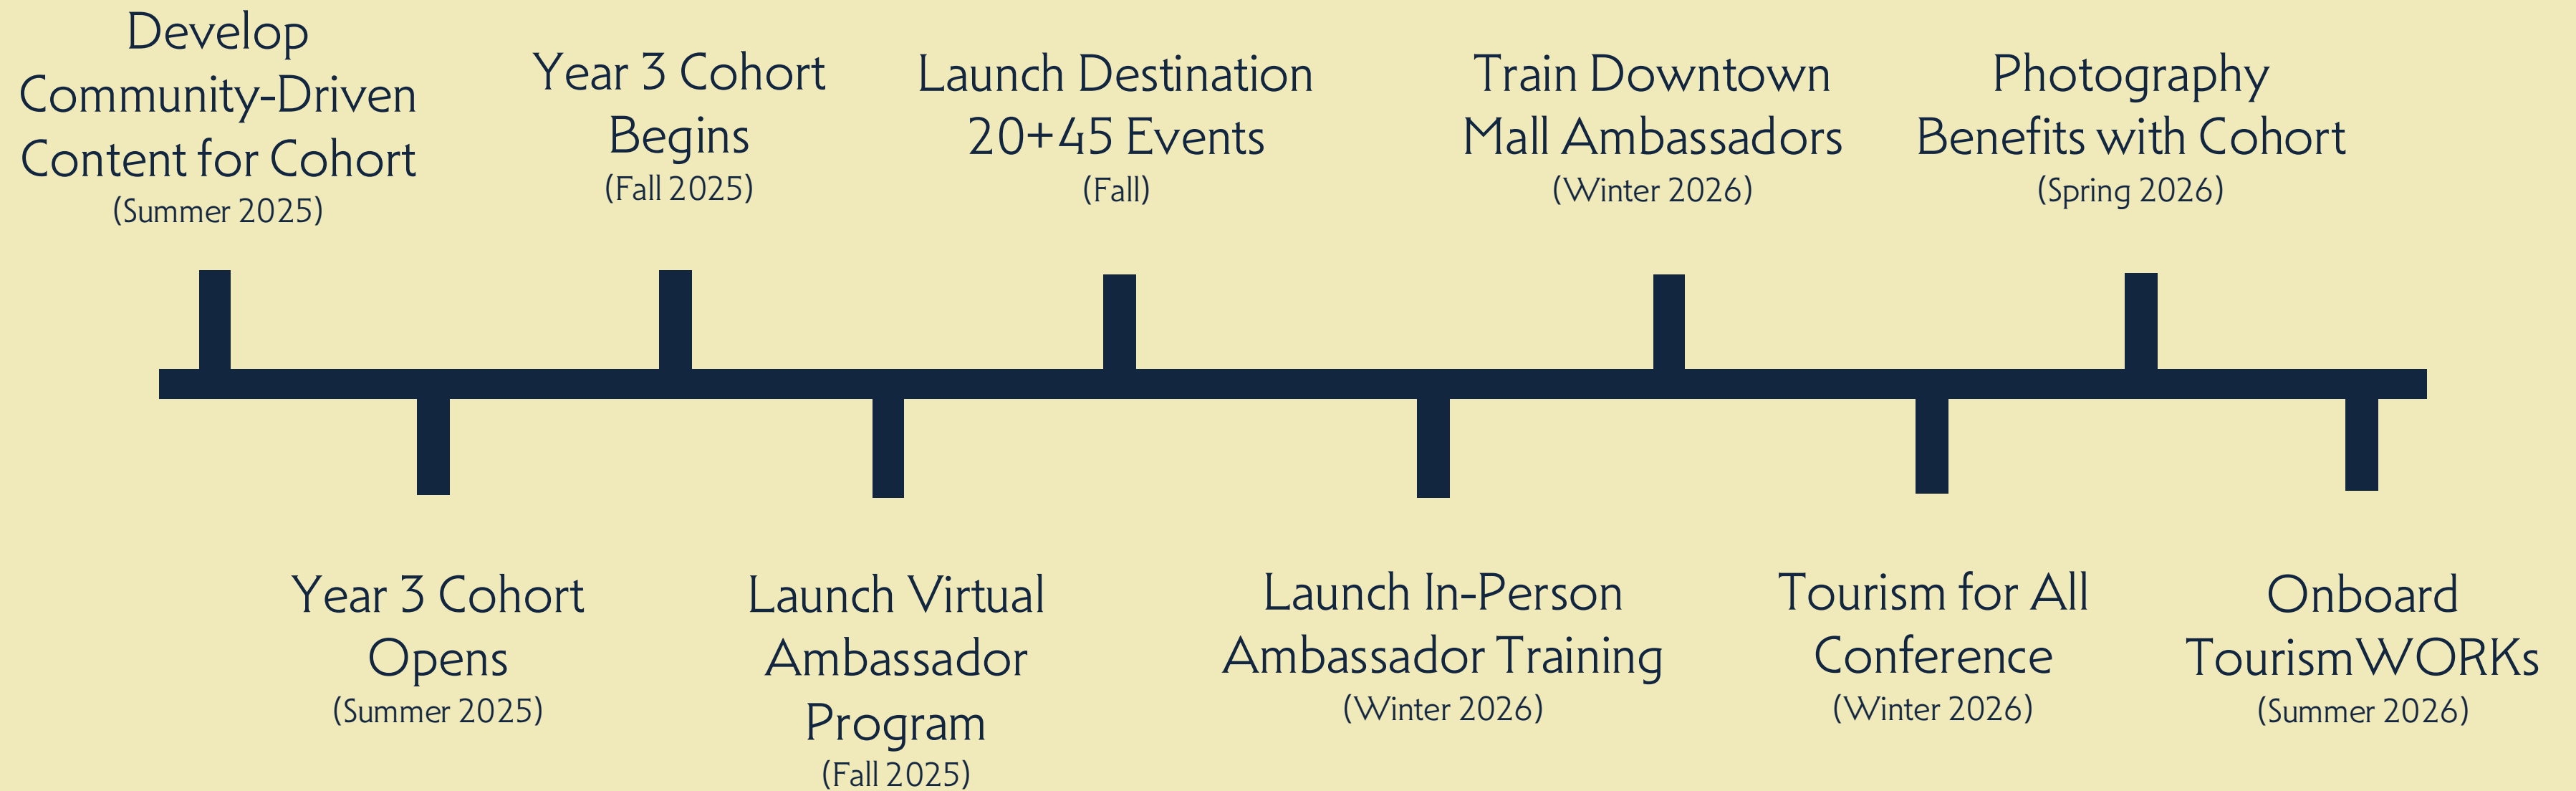 Develop
Community-Driven
Content for Cohort
(Summer 2025)
Year 3 Cohort
Begins
(Fall 2025)
Launch Destination
20+45 Events
(Fall)
Train Downtown
Mall Ambassadors
(Winter 2026)
Photography
Benefits with Cohort
(Spring 2026)
Year 3 Cohort
Opens
(Summer 2025)
Launch Virtual
Ambassador
Program
(Fall 2025)
Launch In-Person
Ambassador Training
(Winter 2026)
Tourism for All
Conference
(Winter 2026)
Onboard
TourismWORKs
(Summer 2026)